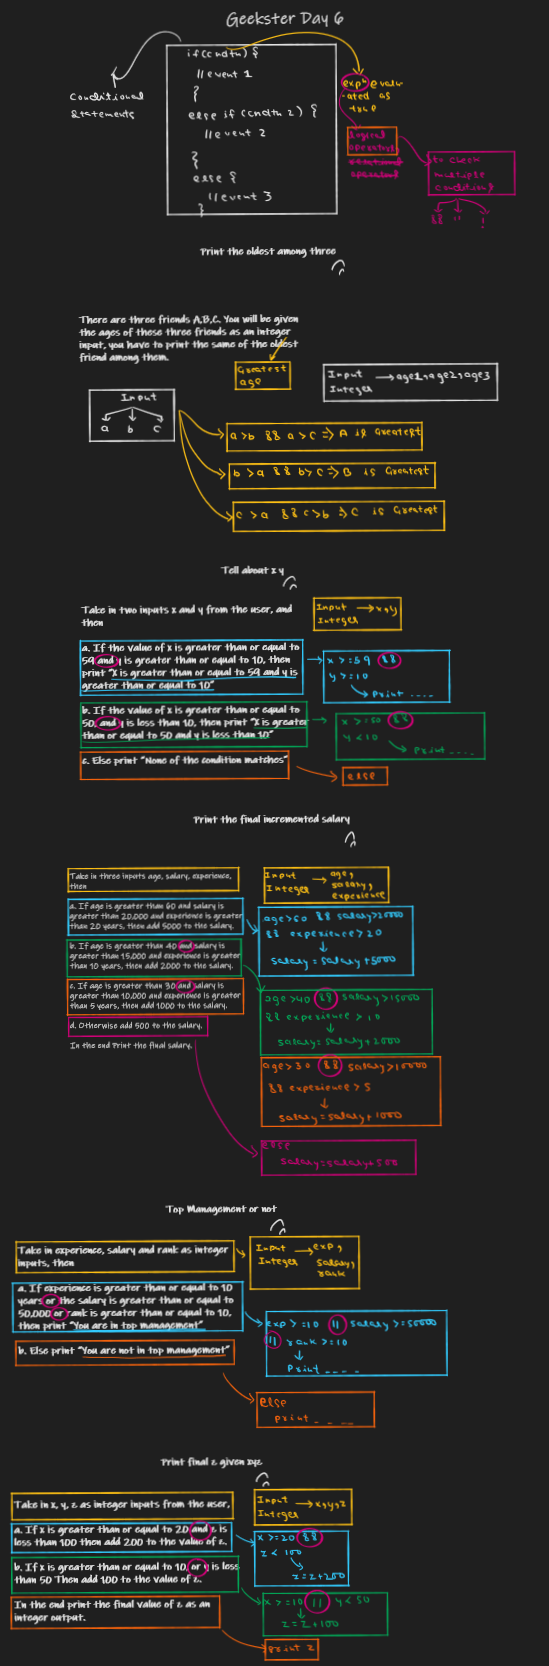 Geekster Day 6
if(cndtn) {
// event 1
}
else if (cndtn 2) {
// event 2
}
else {
// event 3
}
Conditional
Statements
expn evalu
-ated as
true
logical
operators
relational
operators
to check
multiple
conditions
&& || !
Print the oldest among three
There are three friends A,B,C. You will be given
the ages of these three friends as an integer
input, you have to print the same of the oldest
friend among them.
Greatest
age
Input → age1,age2,age3
Integer
Input
a b c
a>b && a>c => A is Greatest
b>a && b>c => B is Greatest
c>a && c>b => C is Greatest
Tell about x y
Take in two inputs x and y from the user, and
then
Input → x,y
Integer
a. If the value of x is greater than or equal to
59 and y is greater than or equal to 10, then
print "x is greater than or equal to 59 and y is
greater than or equal to 10"
x >=59 &&
y >=10
→ Print ....
b. If the value of x is greater than or equal to
50, and y is less than 10, then print "X is greater
than or equal to 50 and y is less than 10"
x >=50 &&
y <10
→ Print ....
c. Else print "None of the condition matches"
else
Print the final incremented salary
Take in three inputs age, salary, experience,
then
Input → age,
Integer salary,
experience
a. If age is greater than 60 and salary is
greater than 20,000 and experience is greater
than 20 years, then add 5000 to the salary.
age>60 && salary>20000
&& experience>20
↓
salary=salary+5000
b. If age is greater than 40 and salary is
greater than 15,000 and experience is greater
than 10 years, then add 2000 to the salary.
age >40 && salary>15000
&& experience > 10
↓
salary=salary+2000
c. If age is greater than 30 and salary is
greater than 10,000 and experience is greater
than 5 years, then add 1000 to the salary.
age>30 && salary>10000
&& experience > 5
↓
salary=salary+1000
d. Otherwise add 500 to the salary.
In the end Print the final salary.
else
salary=salary+500
Top Management or not
Take in experience, salary and rank as integer
inputs, then
Input → exp,
Integer salary,
rank
a. If experience is greater than or equal to 10
years or the salary is greater than or equal to
50,000 or rank is greater than or equal to 10,
then print "You are in top management"
exp >=10 || salary >=50000
|| rank >=10
↓
Print _ _ _ _
b. Else print "You are not in top management"
else
print _ _ _ _
Print final z given xyz
Take in x, y, z as integer inputs from the user,
Input → x,y,z
Integer
a. If x is greater than or equal to 20 and z is
less than 100 then add 200 to the value of z.
x >=20 &&
z < 100
z=z+200
b. If x is greater than or equal to 10, or y is less
than 50 Then add 100 to the value of z.
x >=10 || y <50
↓
z=z+100
In the end print the final value of z as an
integer output.
print z